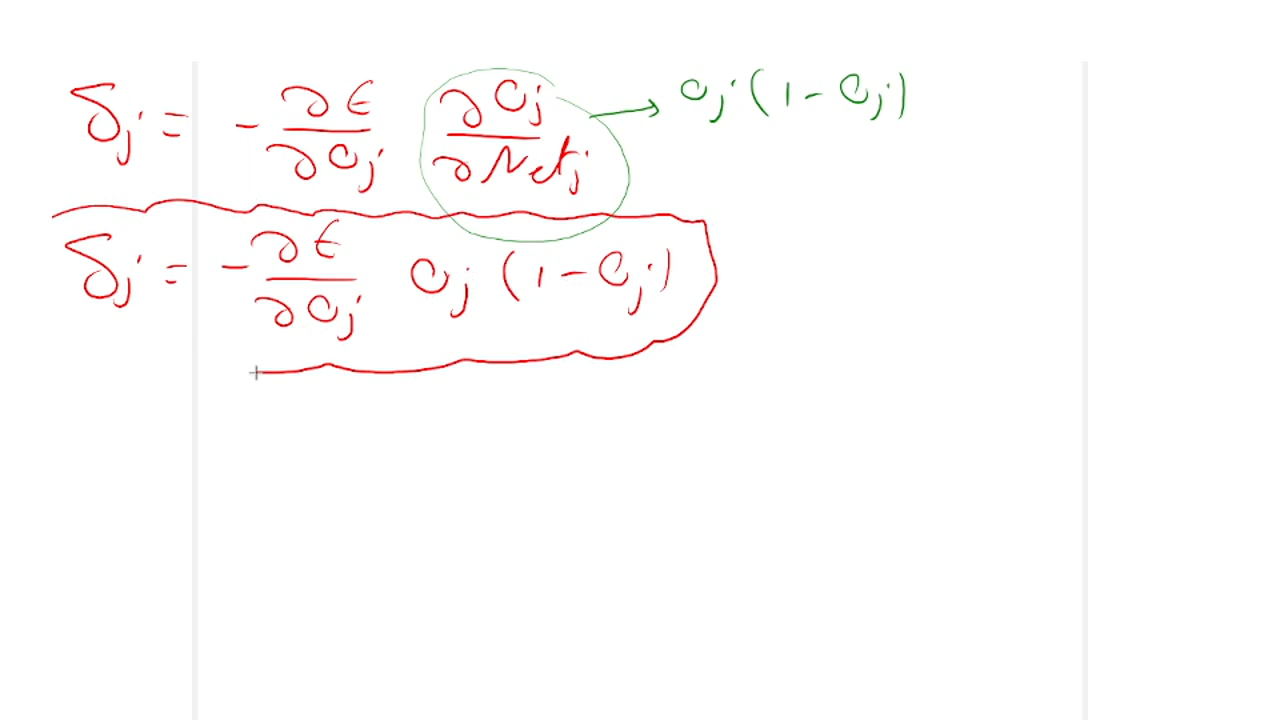 δj = - ∂E/∂Oj ∂Oj/∂Netj → Oj (1 - Oj)
δj = - ∂E/∂Oj Oj (1 - Oj)